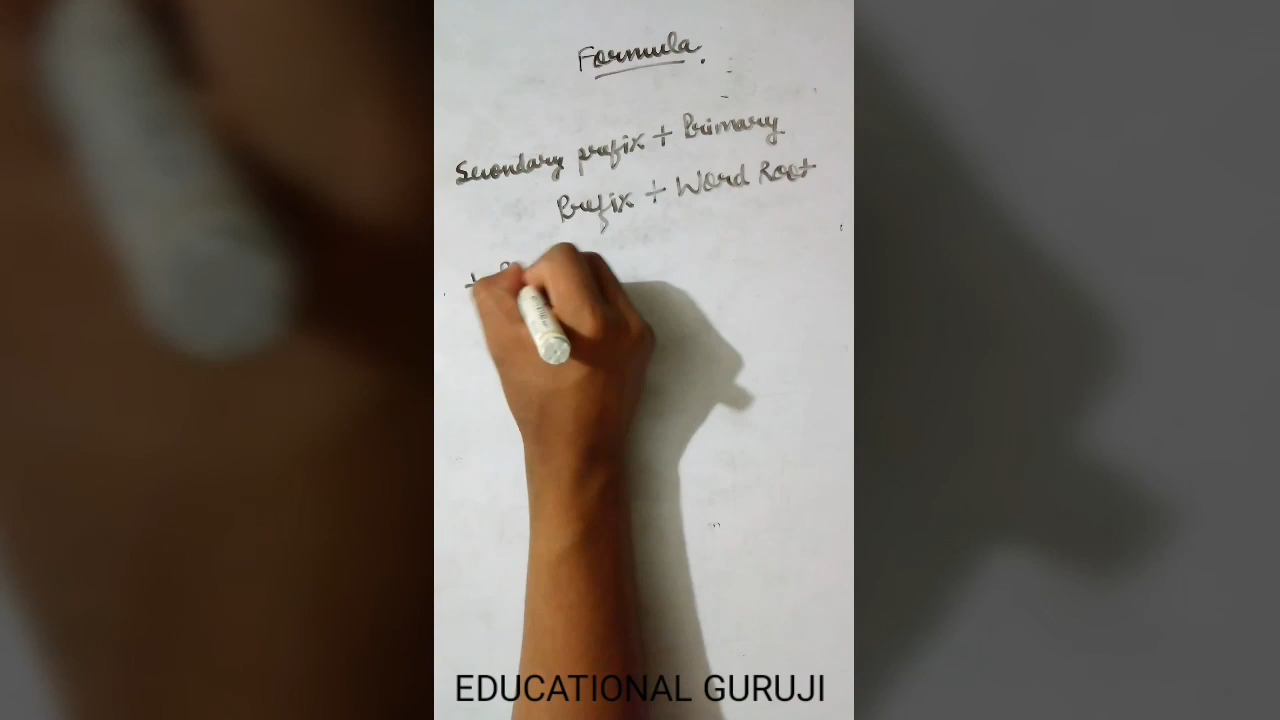 Formula.
Secondary prefix + Primary
Prefix + Word Root
+
EDUCATIONAL GURUJI